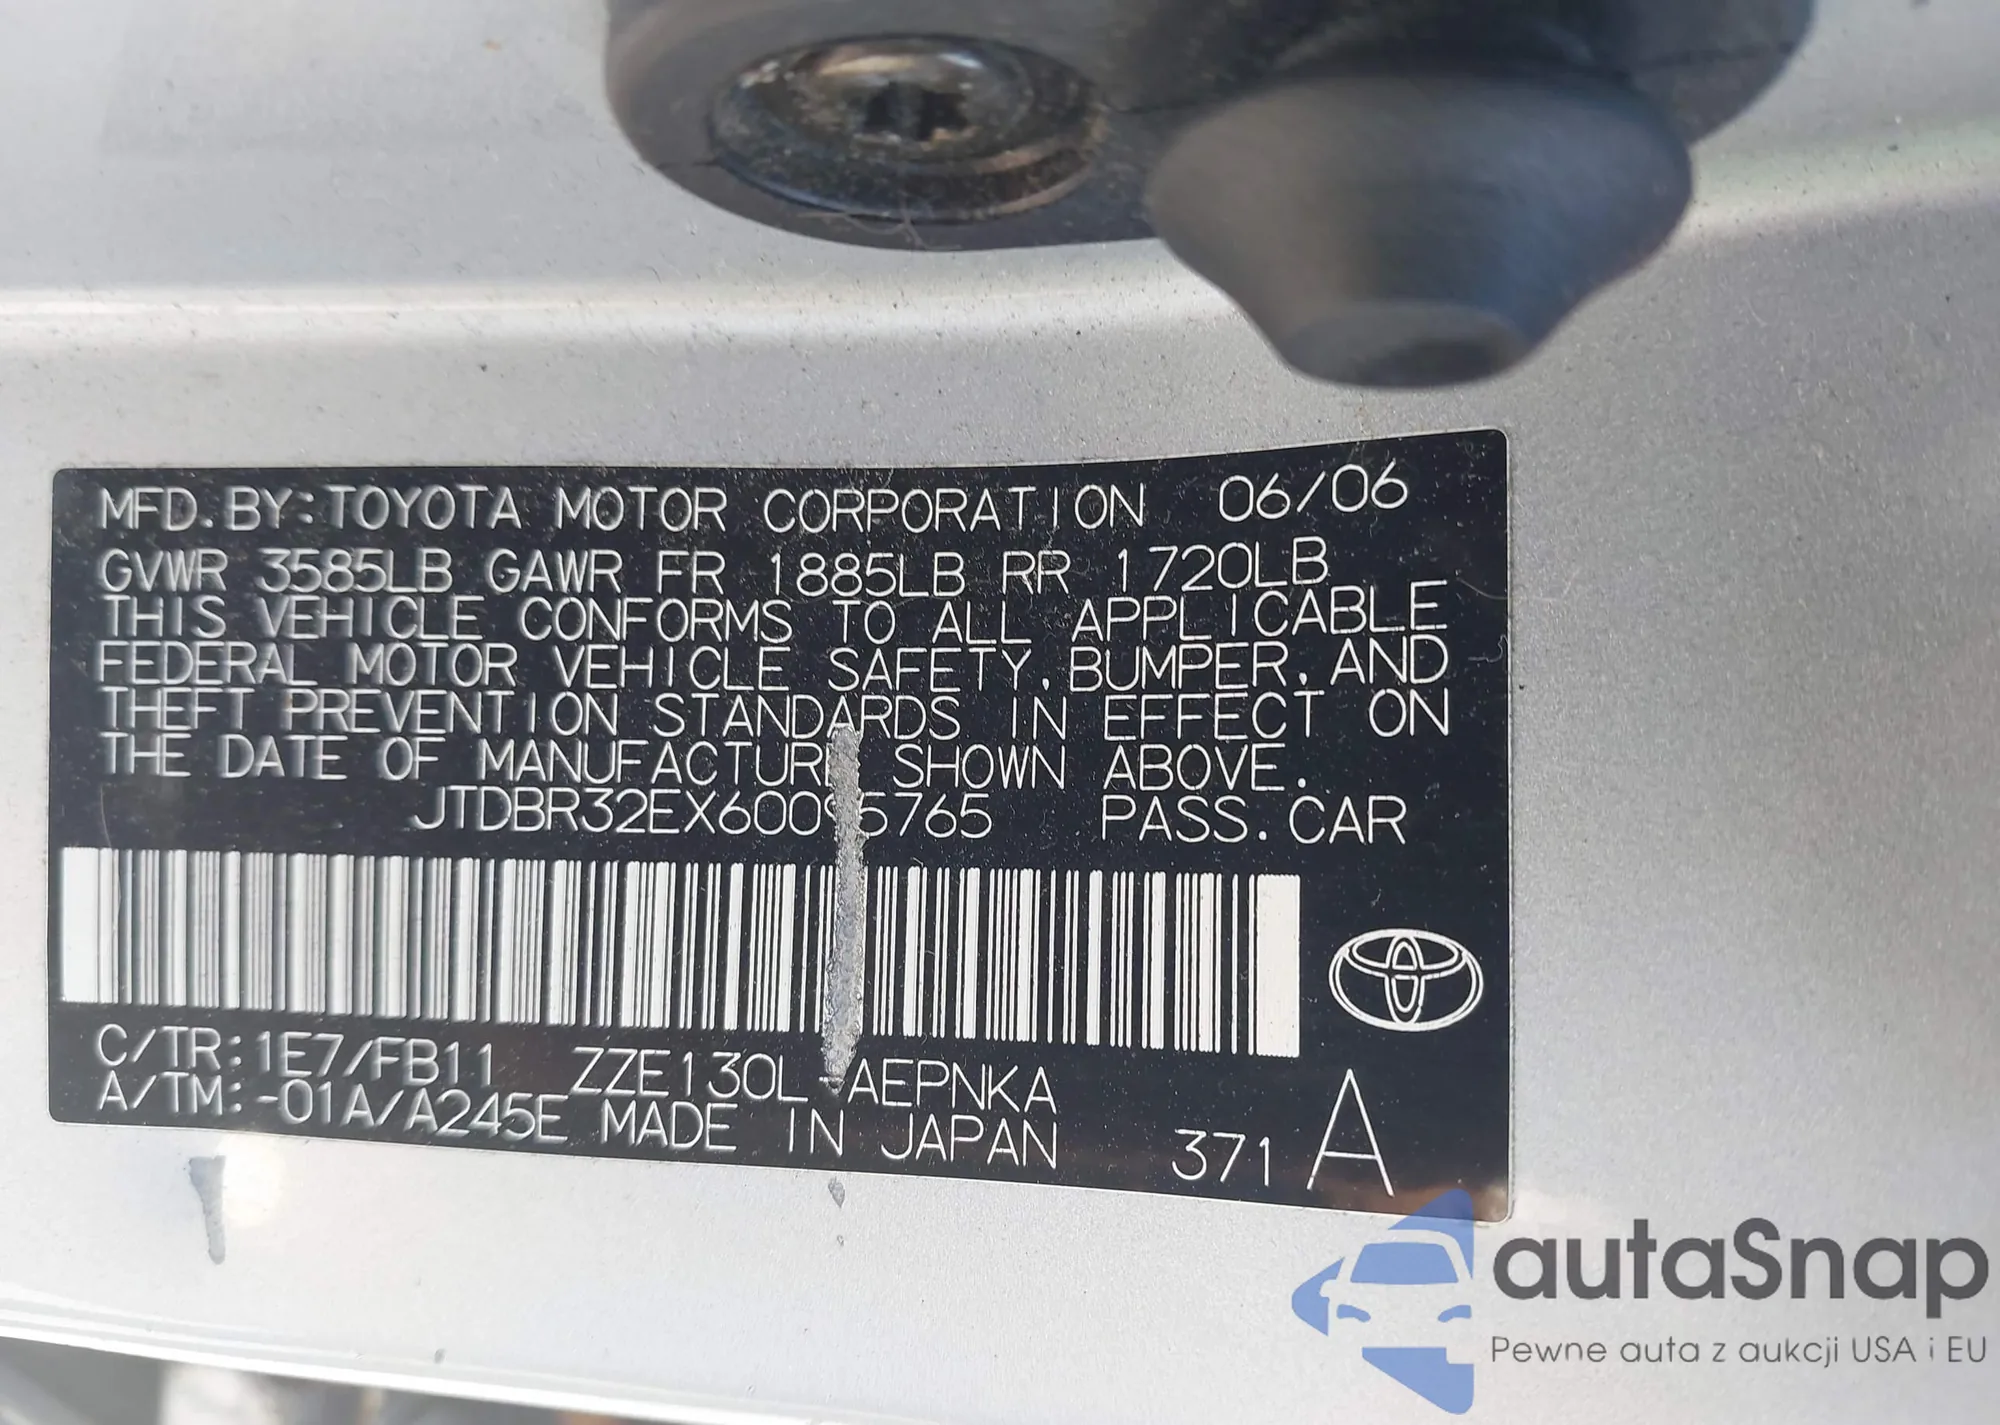 MFD.BY:TOYOTA MOTOR CORPORATION 06/06
GVWR 3585LB GAWR FR 1885LB RR 1720LB
THIS VEHICLE CONFORMS TO ALL APPLICABLE
FEDERAL MOTOR VEHICLE SAFETY, BUMPER, AND
THEFT PREVENTION STANDARDS IN EFFECT ON
THE DATE OF MANUFACTURE SHOWN ABOVE.
JTDBR32EX60095765 PASS.CAR
C/TR:1E7/FB11 ZZE130L-AEPNKA
A/TM:-01A/A245E MADE IN JAPAN 371 A
autaSnap
Pewne auta z aukcji USA i EU